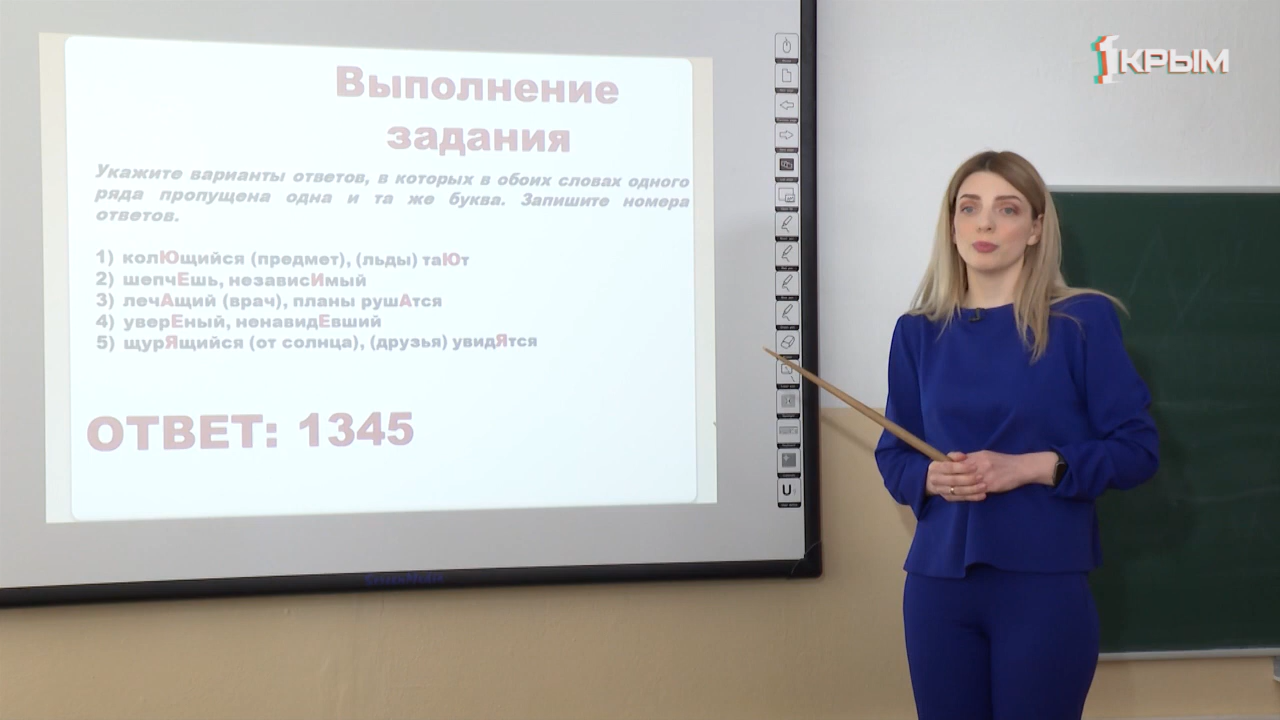 1КРЫМ
Выполнение
задания
Укажите варианты ответов, в которых в обоих словах одного
ряда пропущена одна и та же буква. Запишите номера
ответов.
1) колЮщийся (предмет), (льды) таЮт
2) шепчЕшь, независИмый
3) лечАщий (врач), планы рушАтся
4) уверЕный, ненавидЕвший
5) щурЯщийся (от солнца), (друзья) увидЯтся
ОТВЕТ: 1345
U